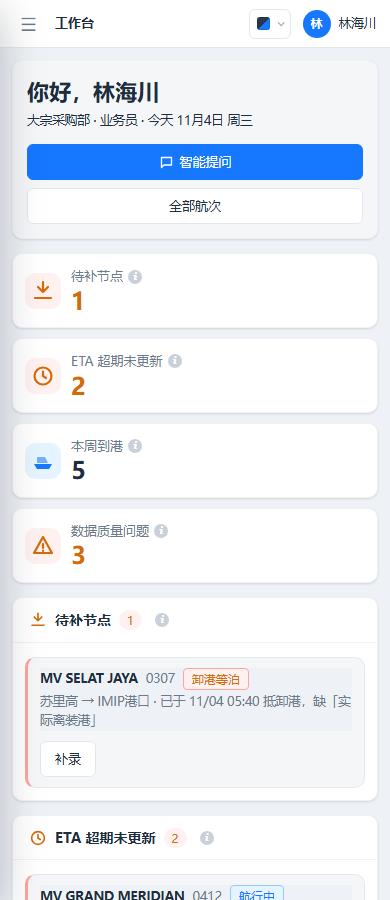 工作台
林
林海川
你好，林海川
大宗采购部 · 业务员 · 今天 11月4日 周三
智能提问
全部航次
待补节点
1
ETA 超期未更新
2
本周到港
5
数据质量问题
3
待补节点 1
MV SELAT JAYA 0307 卸港等泊
苏里高 → IMIP港口 · 已于 11/04 05:40 抵卸港，缺「实
际离装港」
补录
ETA 超期未更新 2
MV GRAND MERIDIAN 0412 航行中